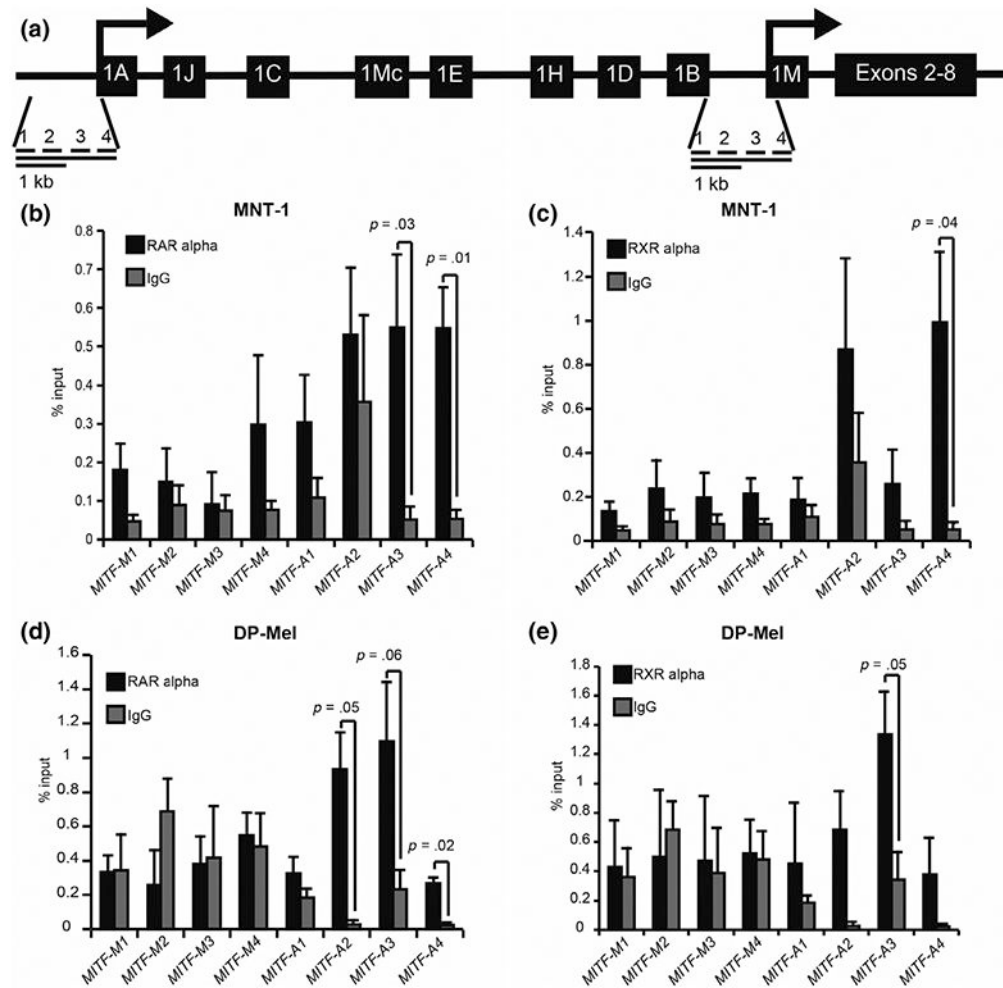 (a)
1A 1J 1C 1Mc 1E 1H 1D 1B 1M Exons 2-8
1 2 3 4
1 kb
1 2 3 4
1 kb
(b)
MNT-1
RAR alpha
IgG
p = .03
p = .01
% input
0.8
0.7
0.6
0.5
0.4
0.3
0.2
0.1
0
MITF-M1 MITF-M2 MITF-M3 MITF-M4 MITF-A1 MITF-A2 MITF-A3 MITF-A4
(c)
MNT-1
RXR alpha
IgG
p = .04
% input
1.4
1.2
1
0.8
0.6
0.4
0.2
0
MITF-M1 MITF-M2 MITF-M3 MITF-M4 MITF-A1 MITF-A2 MITF-A3 MITF-A4
(d)
DP-Mel
RAR alpha
IgG
p = .05
p = .06
p = .02
% input
1.6
1.4
1.2
1
0.8
0.6
0.4
0.2
0
MITF-M1 MITF-M2 MITF-M3 MITF-M4 MITF-A1 MITF-A2 MITF-A3 MITF-A4
(e)
DP-Mel
RXR alpha
IgG
p = .05
% input
1.8
1.6
1.4
1.2
1
0.8
0.6
0.4
0.2
0
MITF-M1 MITF-M2 MITF-M3 MITF-M4 MITF-A1 MITF-A2 MITF-A3 MITF-A4